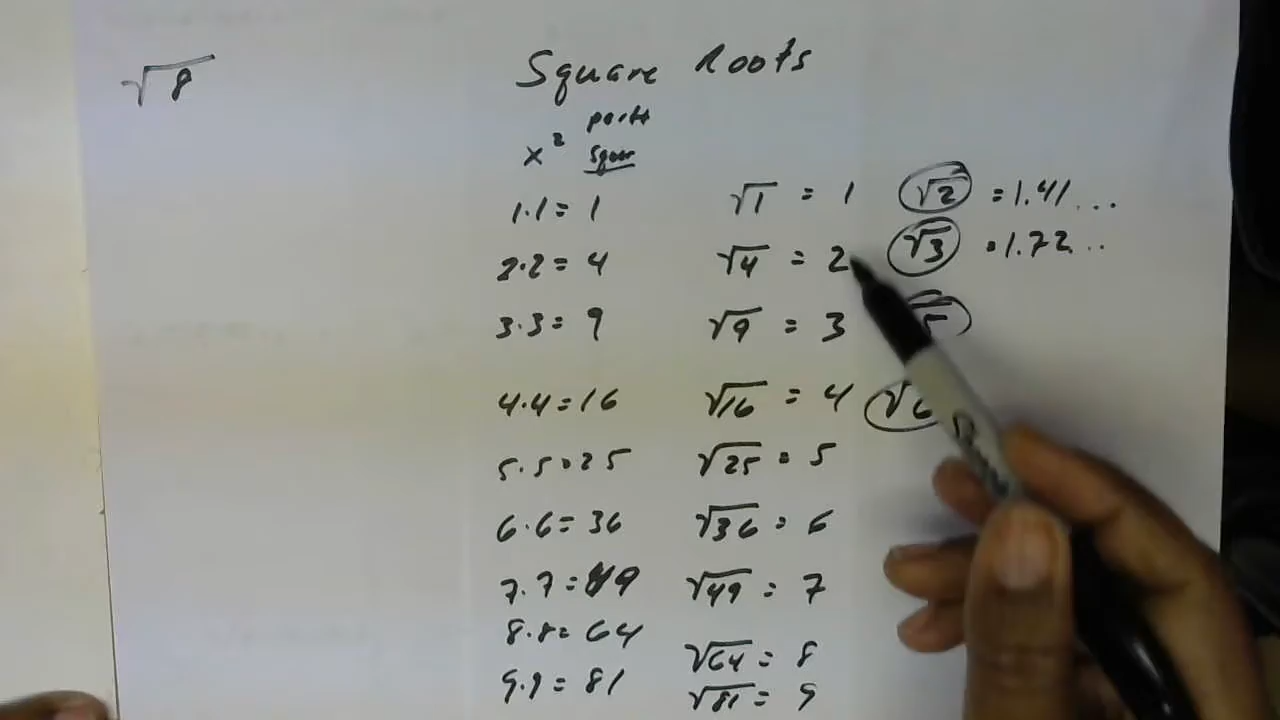 √8
Square Roots
x² 
1·1 = 1 √1 = 1 √2 = 1.41...
2·2 = 4 √4 = 2 √3 = 1.72..
3·3 = 9 √9 = 3 √5
4·4 = 16 √16 = 4 √6
5·5 = 25 √25 = 5
6·6 = 36 √36 = 6
7·7 = 49 √49 = 7
8·8 = 64 √64 = 8
9·9 = 81 √81 = 9